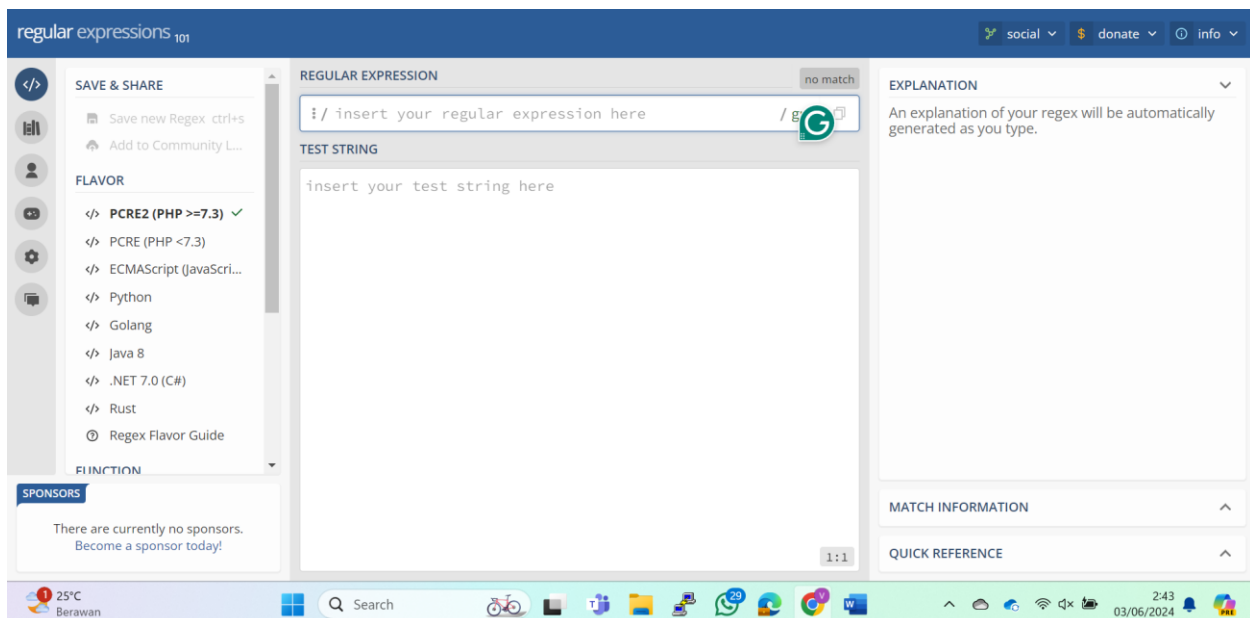 regular expressions 101
social
donate
info
SAVE & SHARE
Save new Regex ctrl+s
Add to Community L...
FLAVOR
PCRE2 (PHP >=7.3)
PCRE (PHP <7.3)
ECMAScript (JavaScri...
Python
Golang
Java 8
.NET 7.0 (C#)
Rust
Regex Flavor Guide
FUNCTION
SPONSORS
There are currently no sponsors.
Become a sponsor today!
REGULAR EXPRESSION
no match
/ insert your regular expression here / g
TEST STRING
insert your test string here
1:1
EXPLANATION
An explanation of your regex will be automatically
generated as you type.
MATCH INFORMATION
QUICK REFERENCE
1
25°C
Berawan
Search
29
V
2:43
03/06/2024
PRE